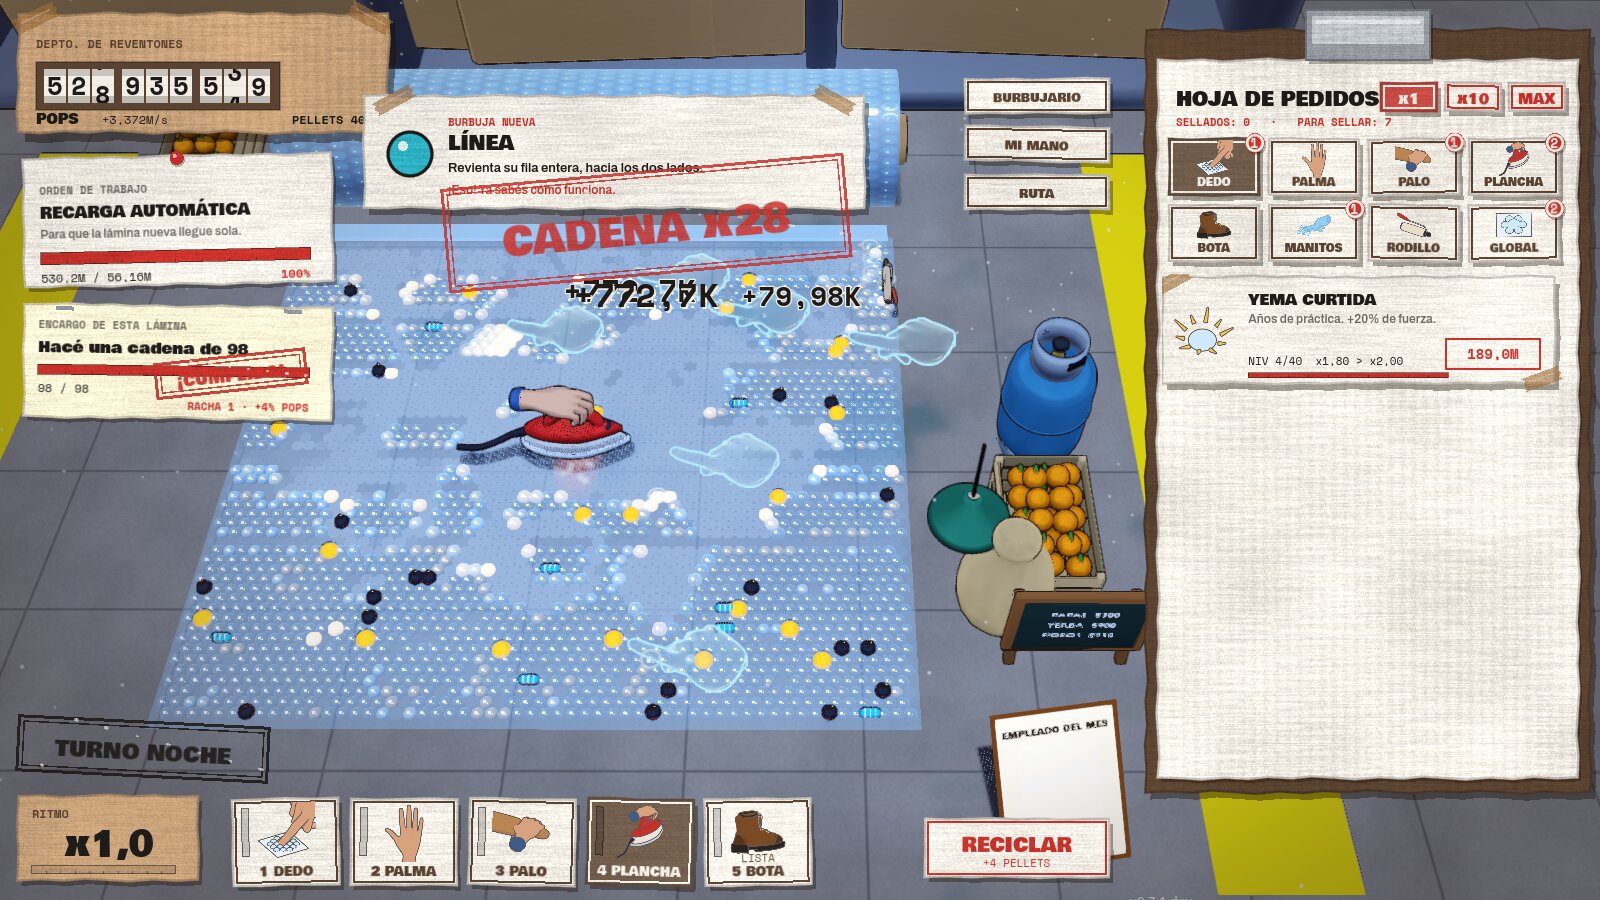 DEPTO. DE REVENTONES
POPS
+3,372M/s
PELLETS 40
ORDEN DE TRABAJO
RECARGA AUTOMÁTICA
Para que la lámina nueva llegue sola.
530,2M / 56,16M
100%
ENCARGO DE ESTA LÁMINA
Hacé una cadena de 98
98 / 98
RACHA 1 · +4% POPS
BURBUJA NUEVA
LÍNEA
Revienta su fila entera, hacia los dos lados.
¡Eso! Ya sabés cómo funciona.
CADENA x28
+79,98K
BURBUJARIO
MI MANO
RUTA
HOJA DE PEDIDOS
x1
x10
MAX
SELLADOS: 0 · PARA SELLAR: 7
DEDO
1
PALMA
PALO
1
PLANCHA
2
BOTA
MANITOS
1
RODILLO
GLOBAL
2
YEMA CURTIDA
Años de práctica. +20% de fuerza.
NIV 4/40 x1,80 > x2,00
189,0M
EMPLEADO DEL MES
TURNO NOCHE
RITMO
x1,0
1 DEDO
2 PALMA
3 PALO
4 PLANCHA
LISTA
5 BOTA
RECICLAR
+4 PELLETS